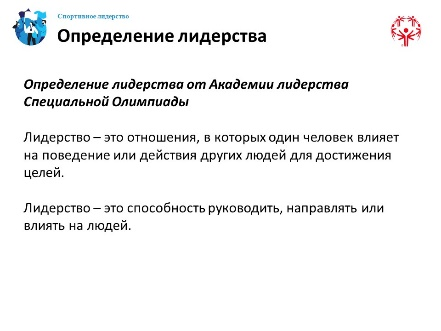 Спортивное лидерство
Определение лидерства
Определение лидерства от Академии лидерства
Специальной Олимпиады
Лидерство – это отношения, в которых один человек влияет
на поведение или действия других людей для достижения
целей.
Лидерство – это способность руководить, направлять или
влиять на людей.